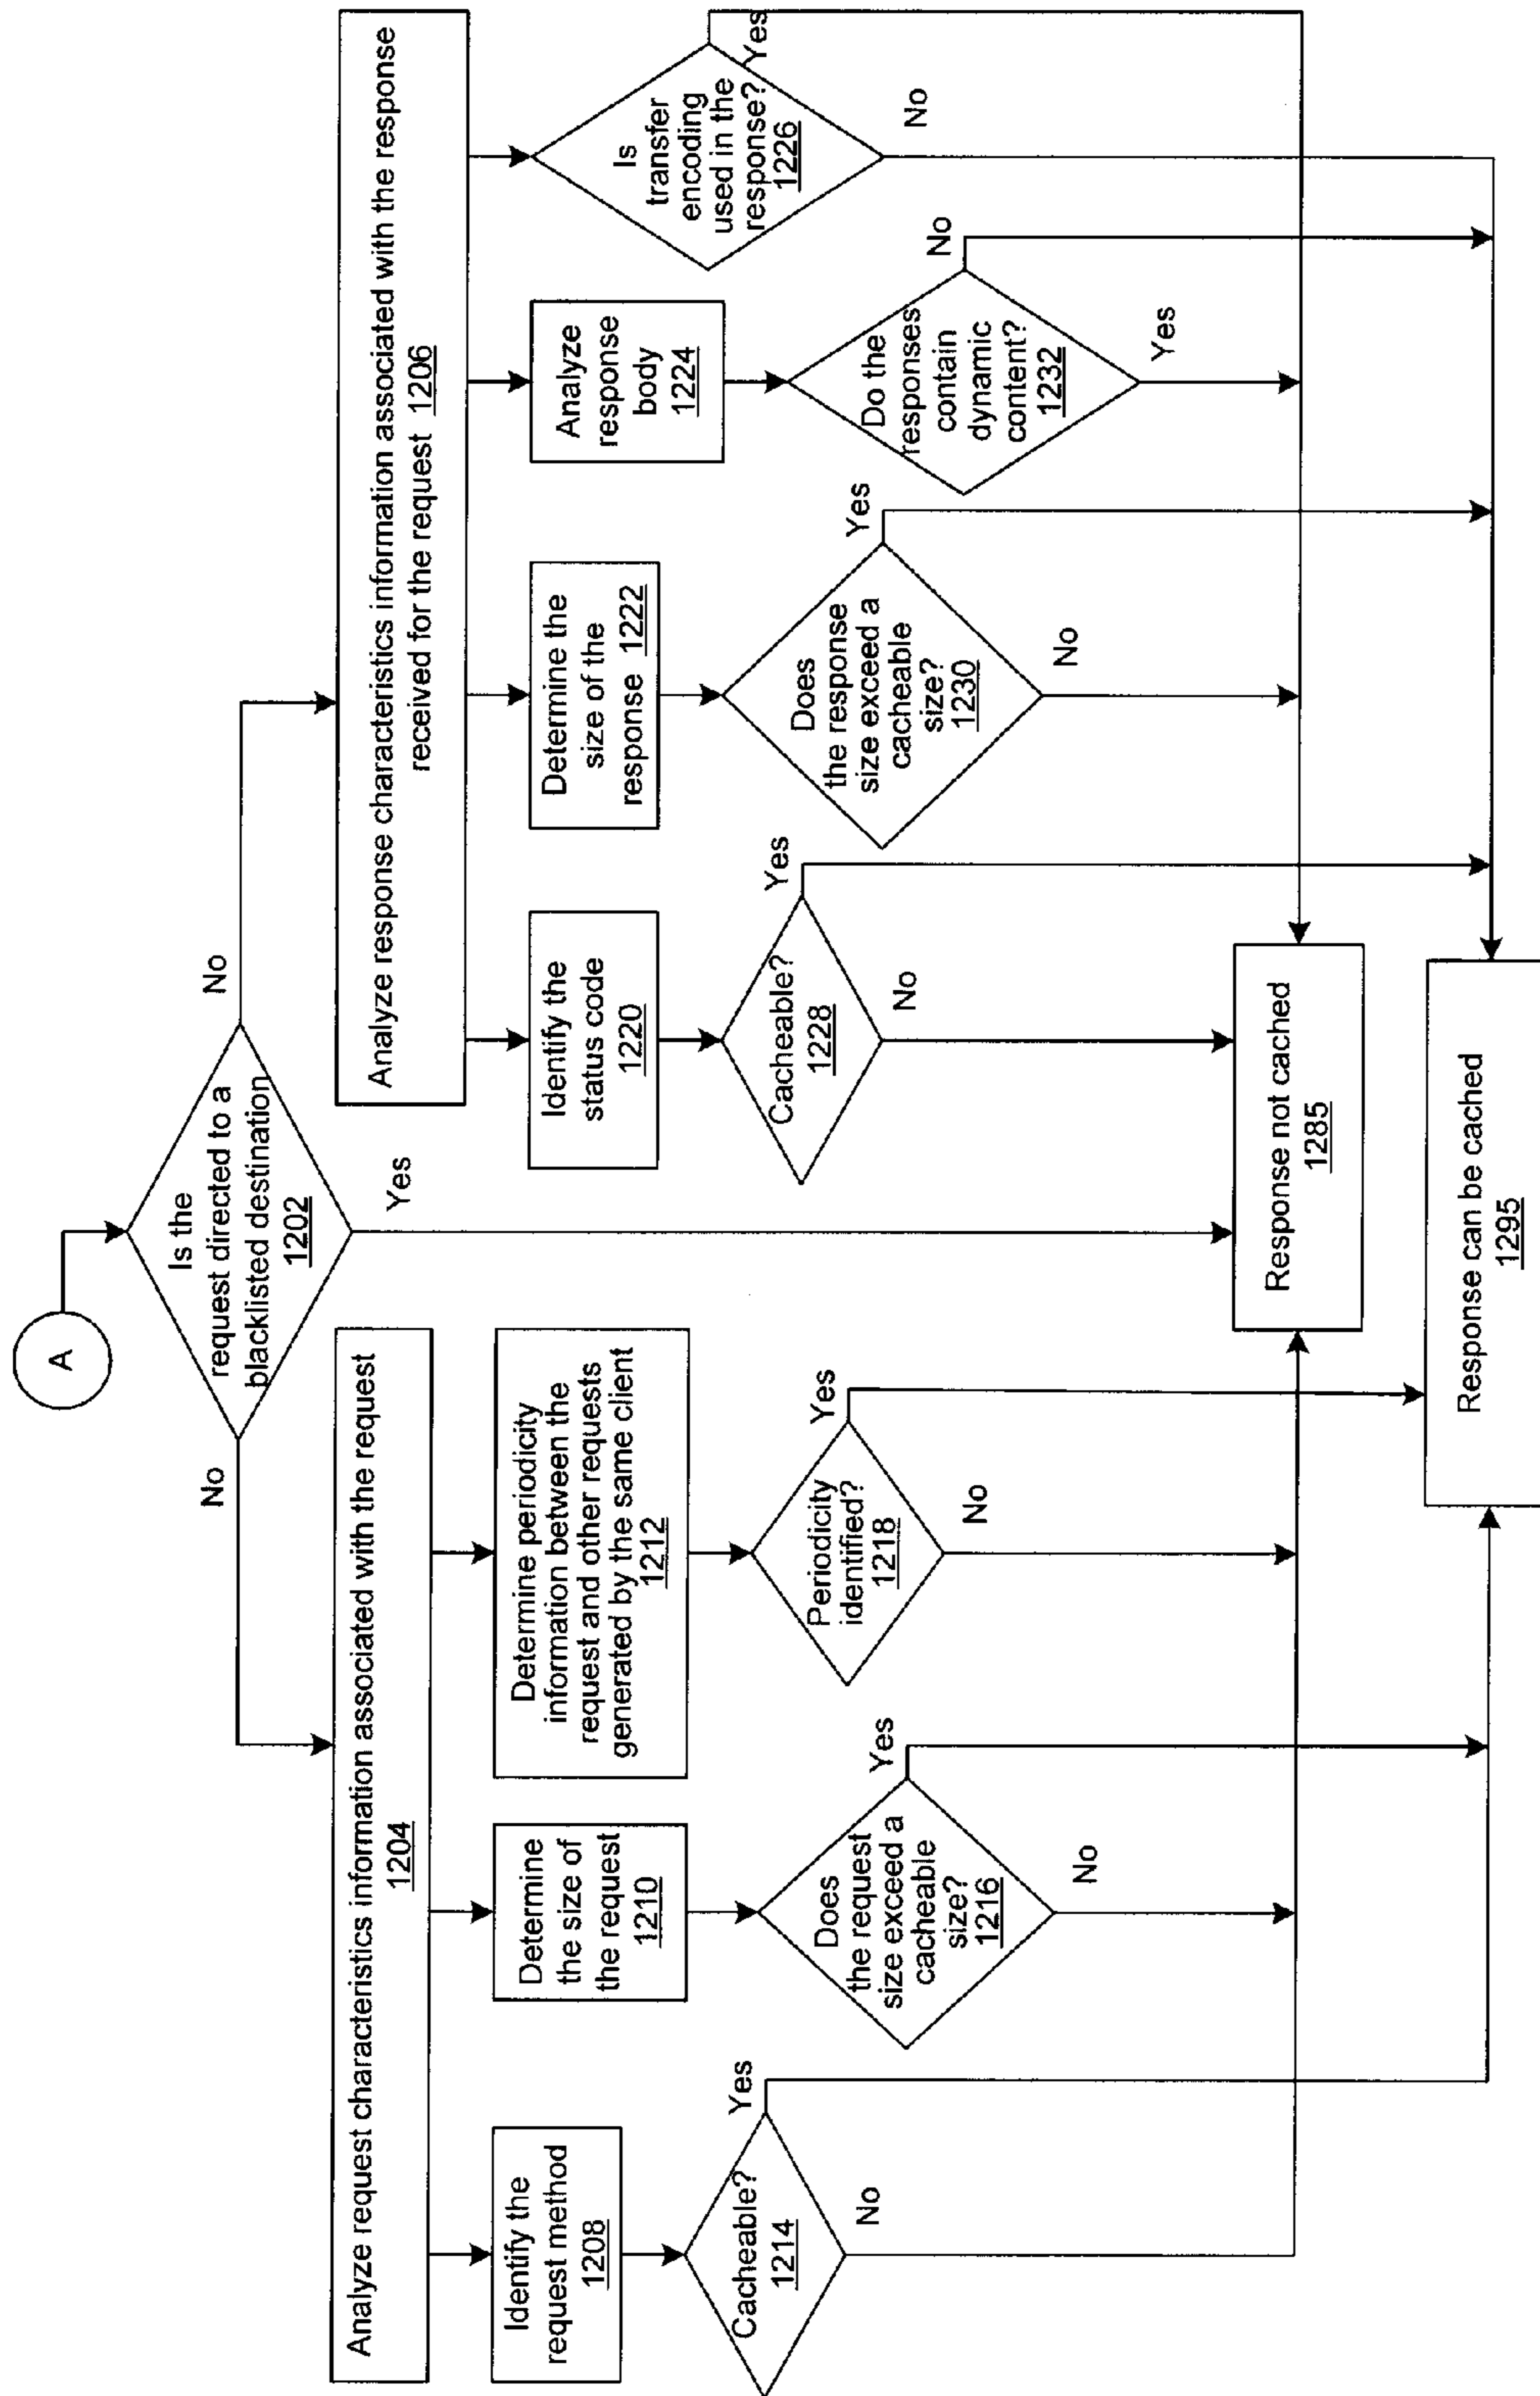 A
Is the
request directed to a
blacklisted destination
1202
No
No
Yes
Analyze request characteristics information associated with the request
1204
Analyze response characteristics information associated with the response
received for the request 1206
Identify the
request method
1208
Determine
the size of
the request
1210
Determine periodicity
information between the
request and other requests
generated by the same client
1212
Identify the
status code
1220
Determine the
size of the
response 1222
Analyze
response
body
1224
Is
transfer
encoding
used in the
response?
1226
Yes
No
Cacheable?
1214
Yes
No
Does
the request
size exceed a
cacheable
size?
1216
Yes
No
Periodicity
identified?
1218
Yes
No
Cacheable?
1228
Yes
No
Does
the response
size exceed a
cacheable
size?
1230
Yes
No
Do the
responses
contain
dynamic
content?
1232
No
Yes
Response not cached
1285
Response can be cached
1295